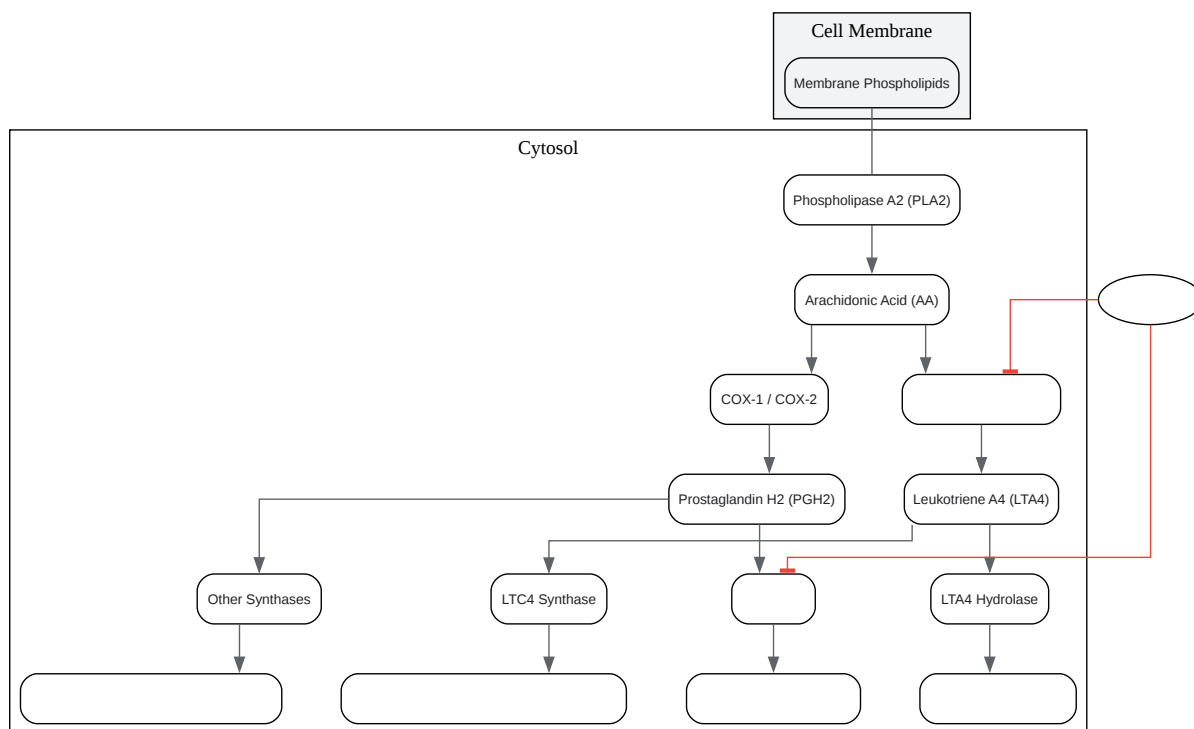 Cell Membrane
Membrane Phospholipids
Cytosol
Phospholipase A2 (PLA2)
Arachidonic Acid (AA)
COX-1 / COX-2
Prostaglandin H2 (PGH2)
Leukotriene A4 (LTA4)
Other Synthases
LTC4 Synthase
LTA4 Hydrolase